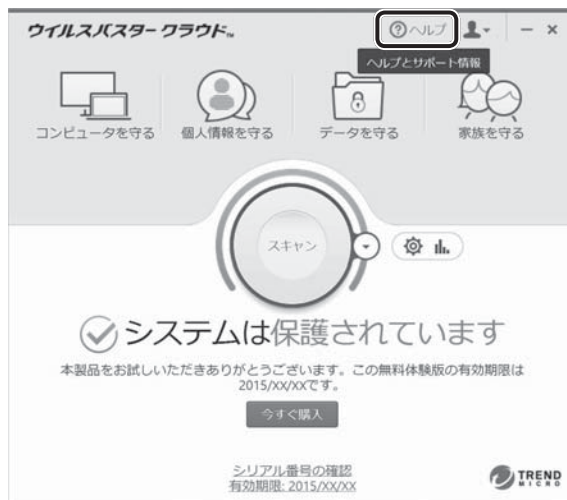 ウイルスバスター クラウド™
ヘルプ
ヘルプとサポート情報
コンピュータを守る
個人情報を守る
データを守る
家族を守る
スキャン
システムは保護されています
本製品をお試しいただきありがとうございます。この無料体験版の有効期限は
2015/XX/XXです。
今すぐ購入
シリアル番号の確認
有効期限: 2015/XX/XX
TREND
MICRO